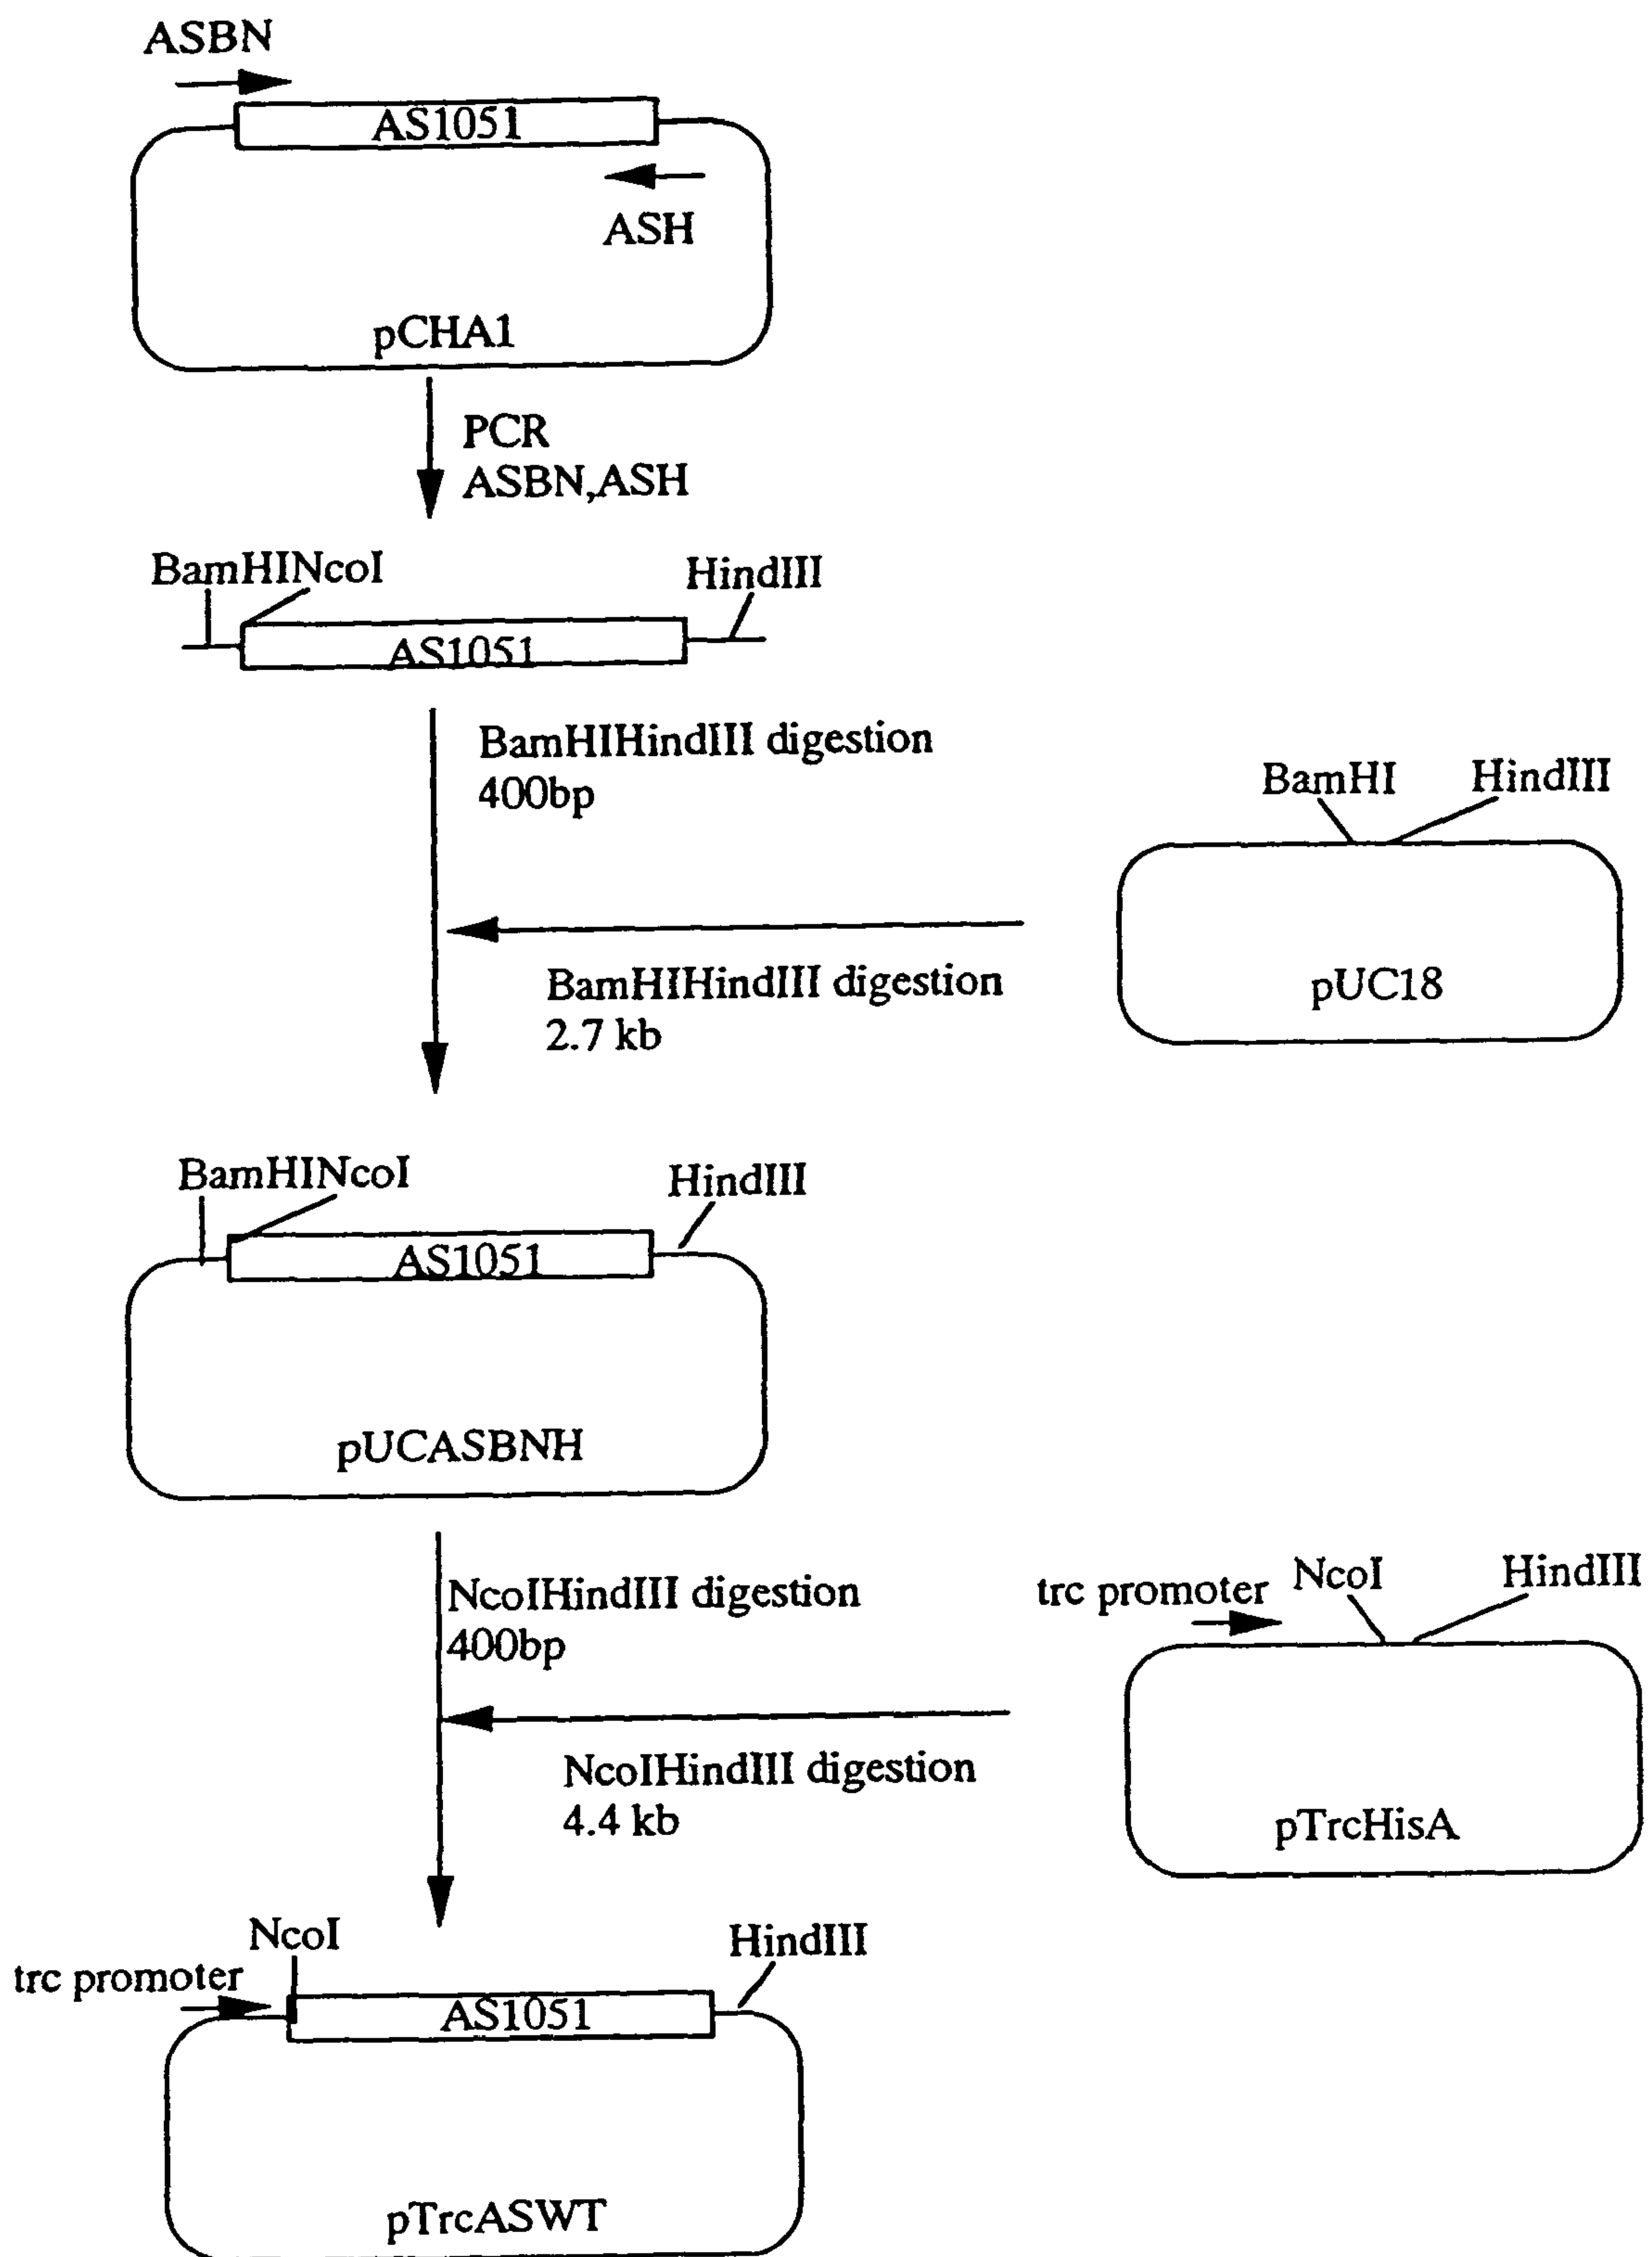 ASBN
AS1051
ASH
pCHA1
PCR
ASBN,ASH
BamHINcoI
HindIII
AS1051
BamHIHindIII digestion
400bp
BamHI
HindIII
BamHIHindIII digestion
2.7 kb
pUC18
BamHINcoI
HindIII
AS1051
pUCASBNH
NcoIHindIII digestion
400bp
trc promoter
NcoI
HindIII
NcoIHindIII digestion
4.4 kb
pTrcHisA
NcoI
HindIII
trc promoter
AS1051
pTrcASWT